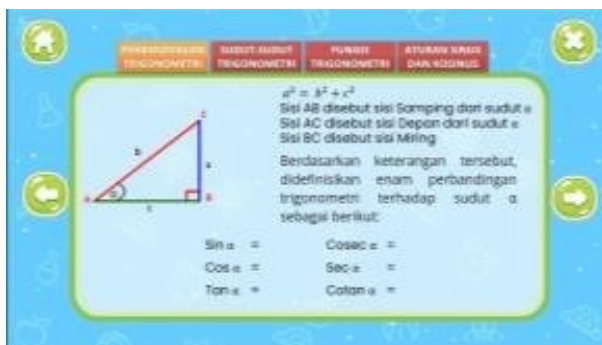 PERBANDINGAN TRIGONOMETRI
SUDUT-SUDUT TRIGONOMETRI
FUNGSI TRIGONOMETRI
ATURAN SINUS DAN KOSINUS
a² = b² + c²
Sisi AB disebut sisi Samping dari sudut α
Sisi AC disebut sisi Depan dari sudut α
Sisi BC disebut sisi Miring
Berdasarkan keterangan tersebut,
didefinisikan enam perbandingan
trigonometri terhadap sudut α
sebagai berikut:
C
b
a
A
α
B
c
Sin α =
Cosec α =
Cos α =
Sec α =
Tan α =
Cotan α =